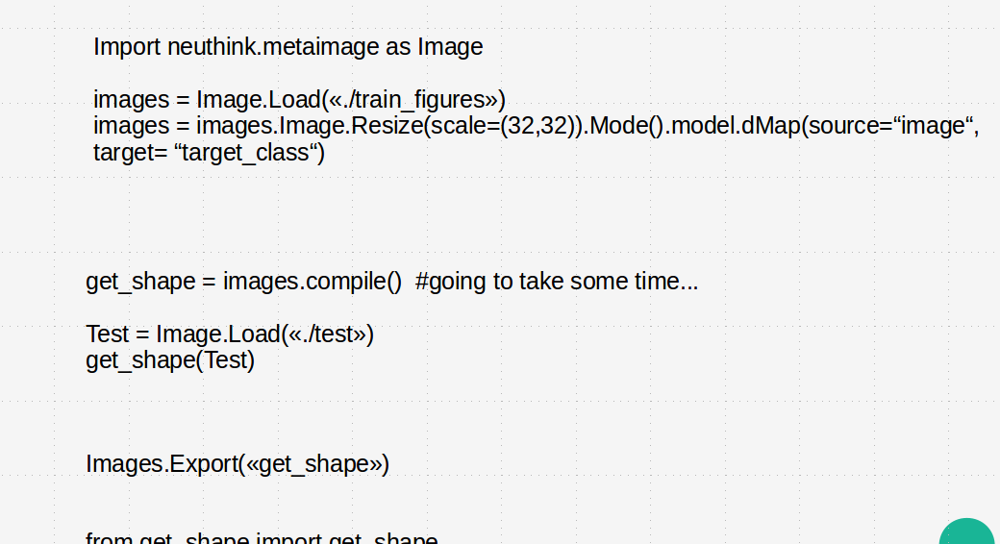 Import neuthink.metaimage as Image
images = Image.Load(«./train_figures»)
images = images.Image.Resize(scale=(32,32)).Mode().model.dMap(source=“image“,
target= “target_class“)
get_shape = images.compile()  #going to take some time...
Test = Image.Load(«./test»)
get_shape(Test)
Images.Export(«get_shape»)
from get_shape import get_shape